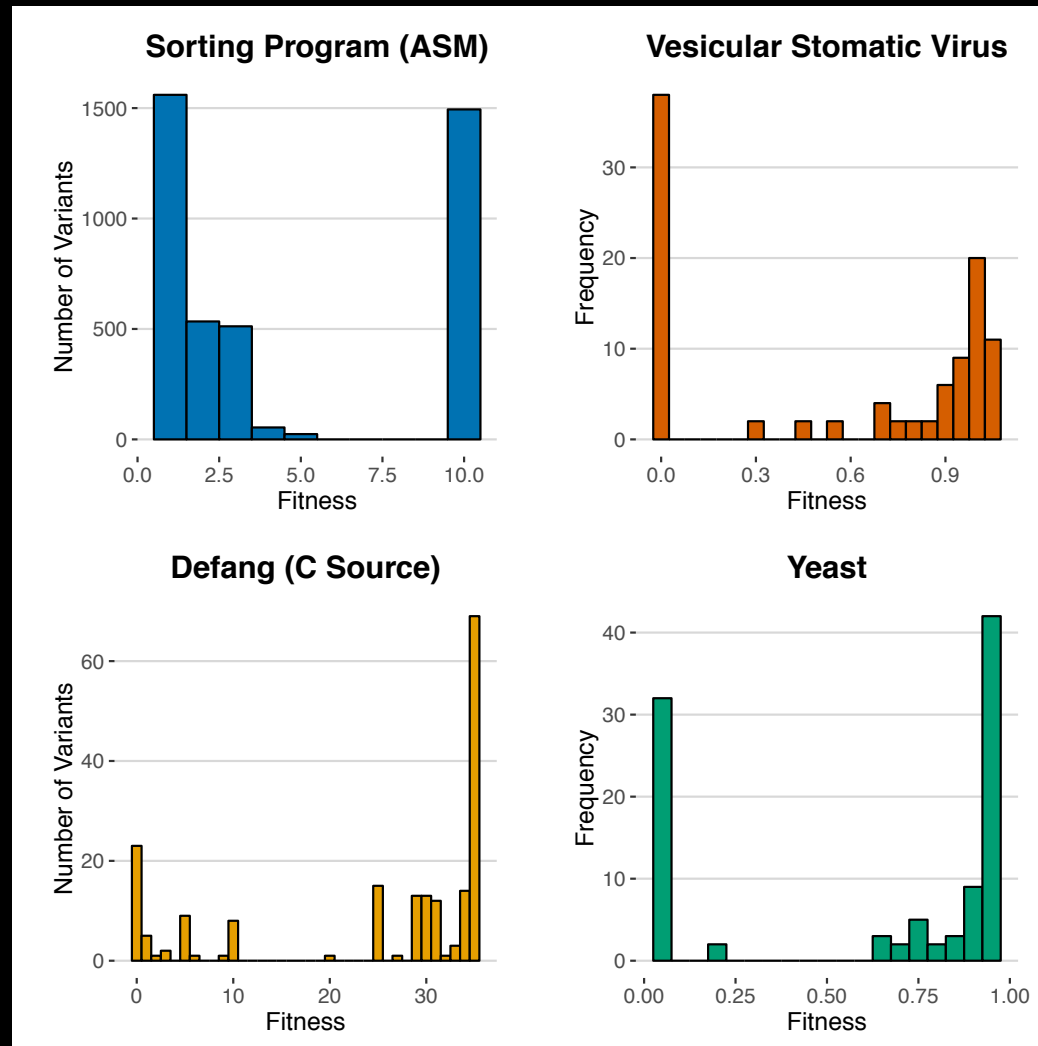 Sorting Program (ASM)
Number of Variants
1500
1000
500
0
0.0 2.5 5.0 7.5 10.0
Fitness
Vesicular Stomatic Virus
Frequency
30
20
10
0
0.0 0.3 0.6 0.9
Fitness
Defang (C Source)
Number of Variants
60
40
20
0
0 10 20 30
Fitness
Yeast
Frequency
40
30
20
10
0
0.00 0.25 0.50 0.75 1.00
Fitness